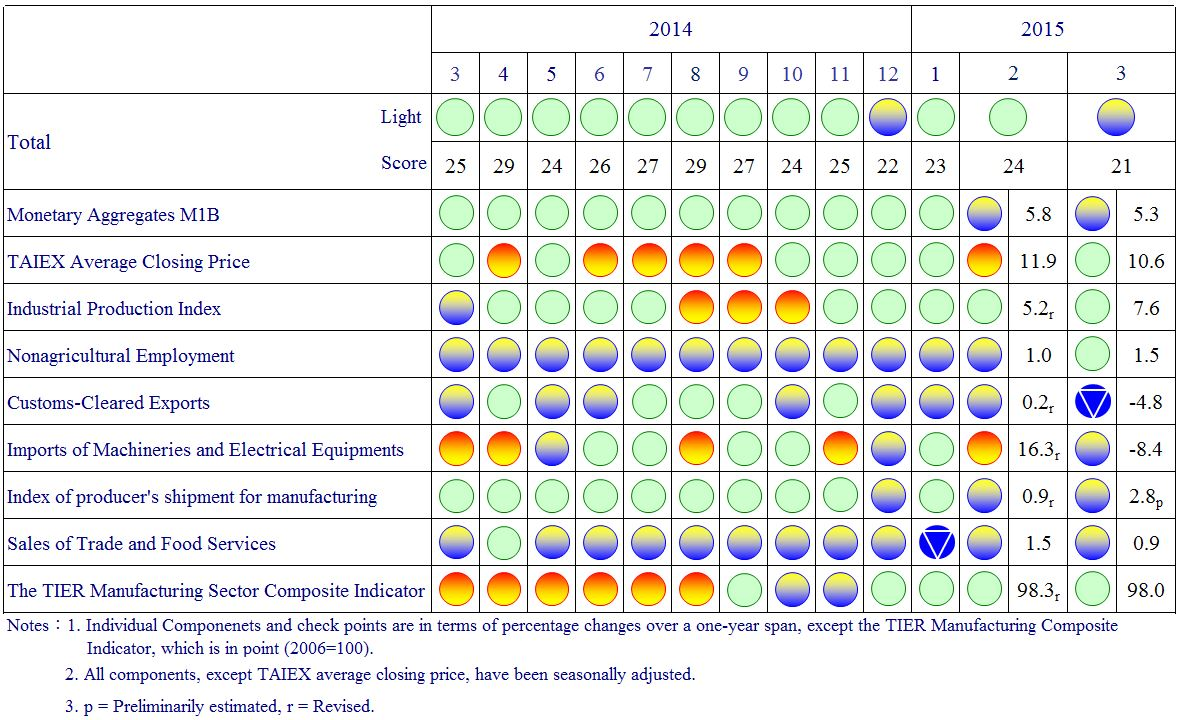 2014 2015
3 4 5 6 7 8 9 10 11 12 1 2 3
Light
Total
Score 25 29 24 26 27 29 27 24 25 22 23 24 21
Monetary Aggregates M1B 5.8 5.3
TAIEX Average Closing Price 11.9 10.6
Industrial Production Index 5.2r 7.6
Nonagricultural Employment 1.0 1.5
Customs-Cleared Exports 0.2r -4.8
Imports of Machineries and Electrical Equipments 16.3r -8.4
Index of producer's shipment for manufacturing 0.9r 2.8p
Sales of Trade and Food Services 1.5 0.9
The TIER Manufacturing Sector Composite Indicator 98.3r 98.0
Notes：1. Individual Componenets and check points are in terms of percentage changes over a one-year span, except the TIER Manufacturing Composite
Indicator, which is in point (2006=100).
2. All components, except TAIEX average closing price, have been seasonally adjusted.
3. p = Preliminarily estimated, r = Revised.